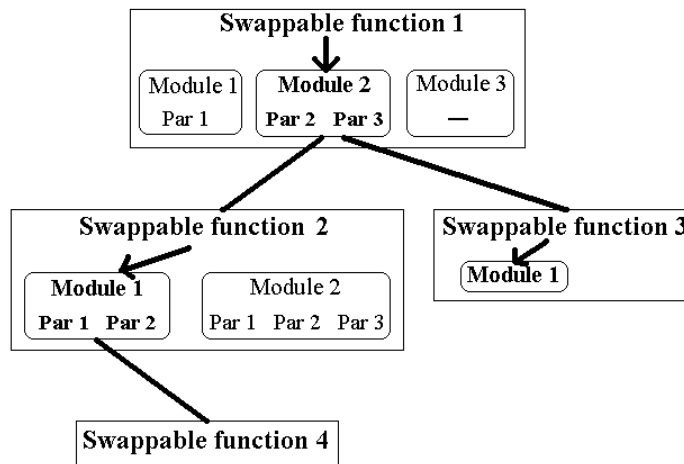 Swappable function 1
Module 1 Module 2 Module 3
Par 1 Par 2 Par 3 —
Swappable function 2 Swappable function 3
Module 1 Module 2 Module 1
Par 1 Par 2 Par 1 Par 2 Par 3
Swappable function 4